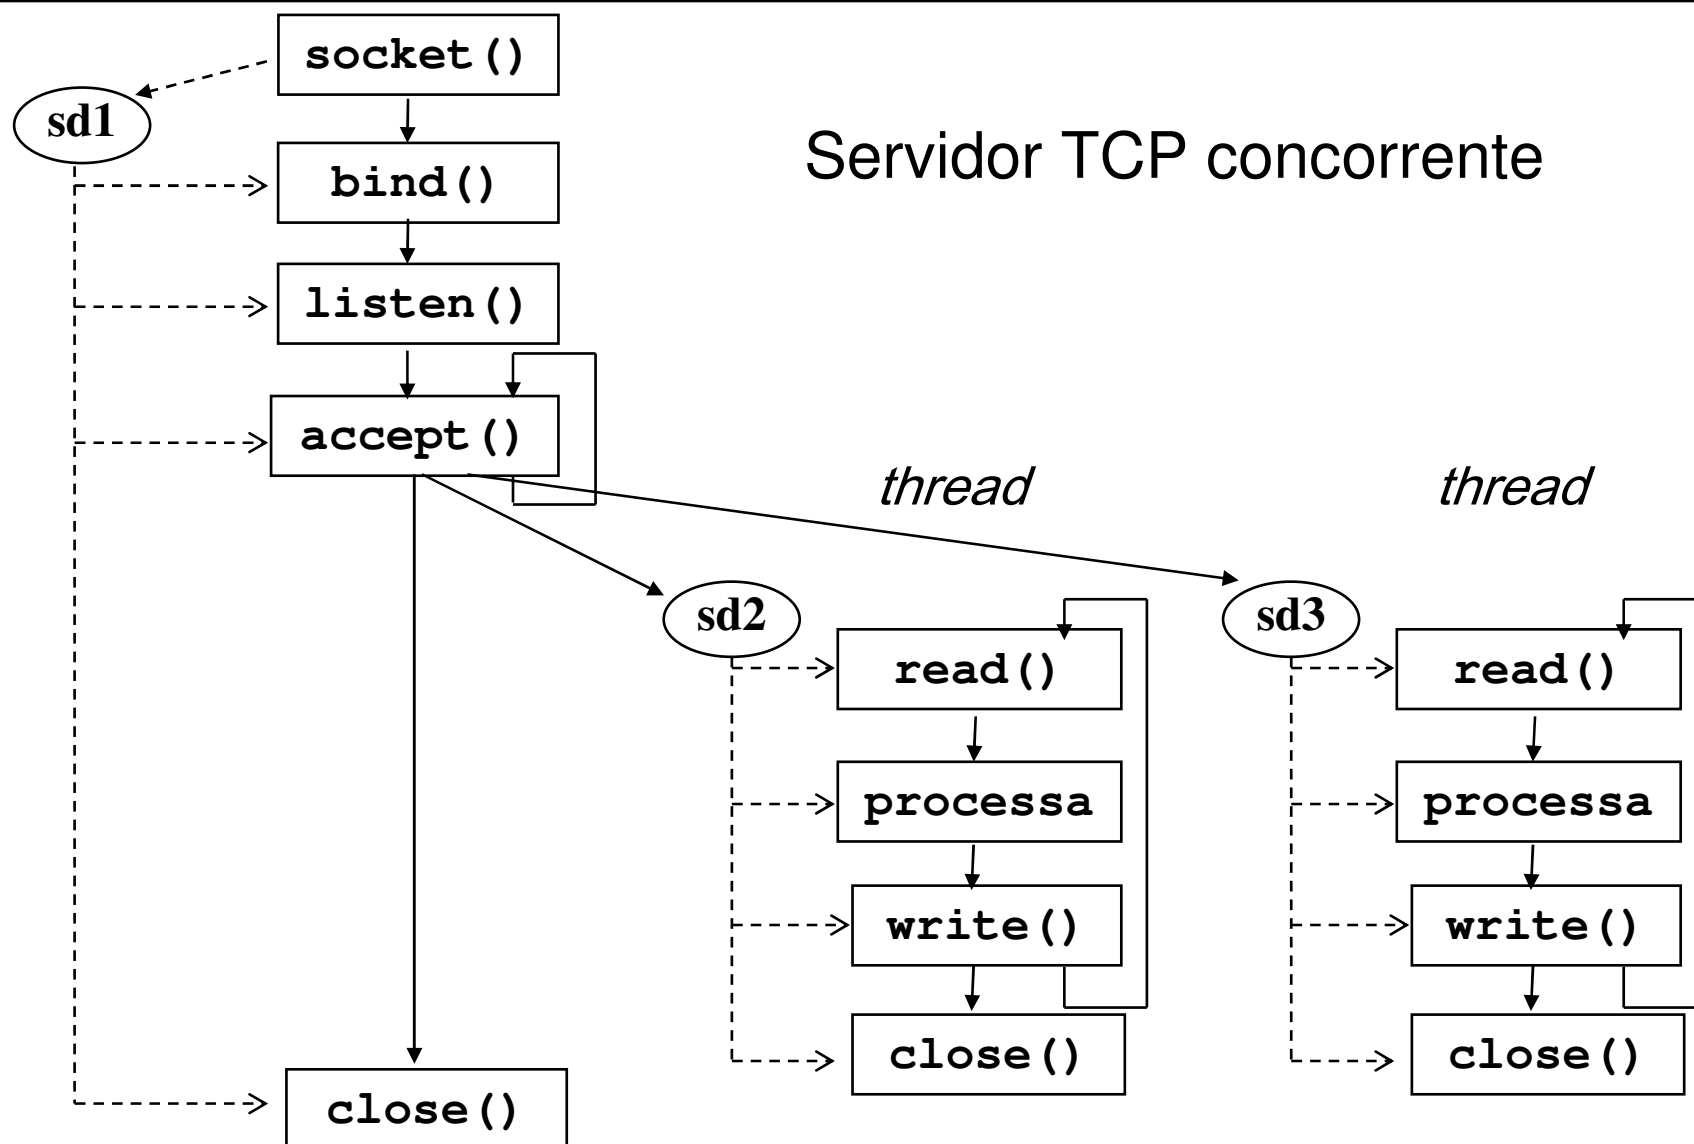 socket()
sd1
Servidor TCP concorrente
bind()
listen()
accept()
thread
thread
sd2
sd3
read()
read()
processa
processa
write()
write()
close()
close()
close()